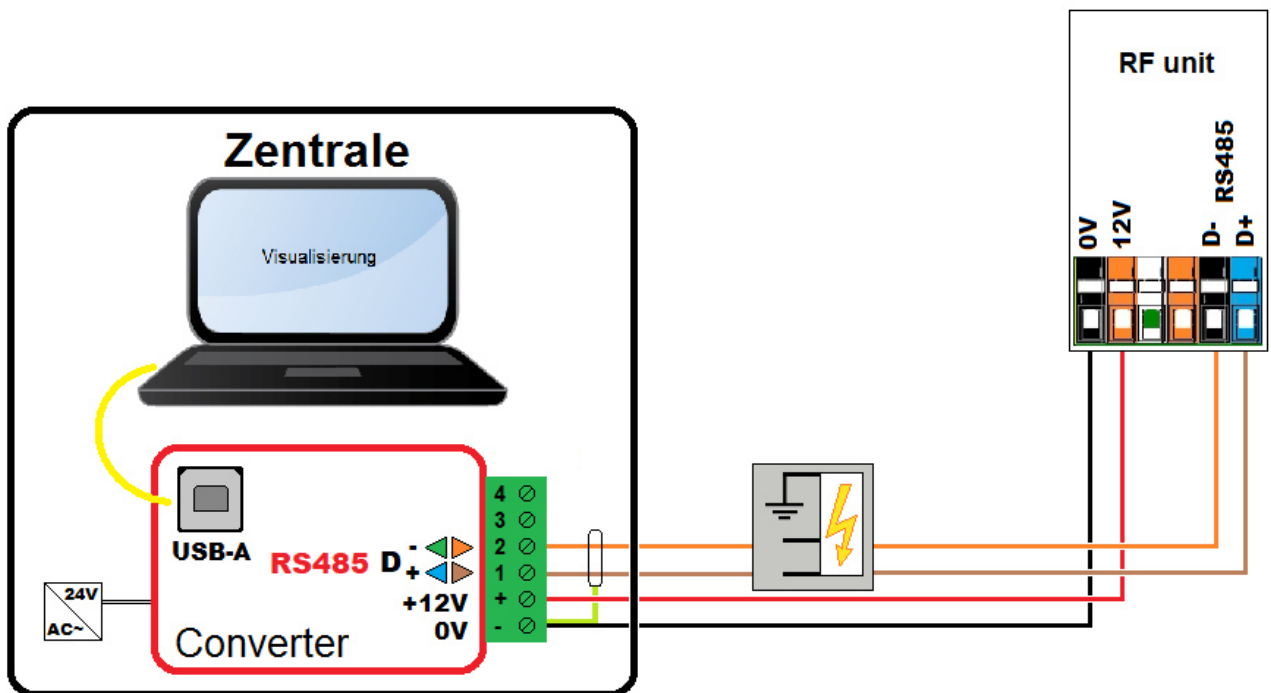 RF unit
RS485
0V
12V
D-
D+
Zentrale
Visualisierung
USB-A
RS485 D
-
+
+12V
0V
4
3
2
1
+
-
24V
AC~
Converter